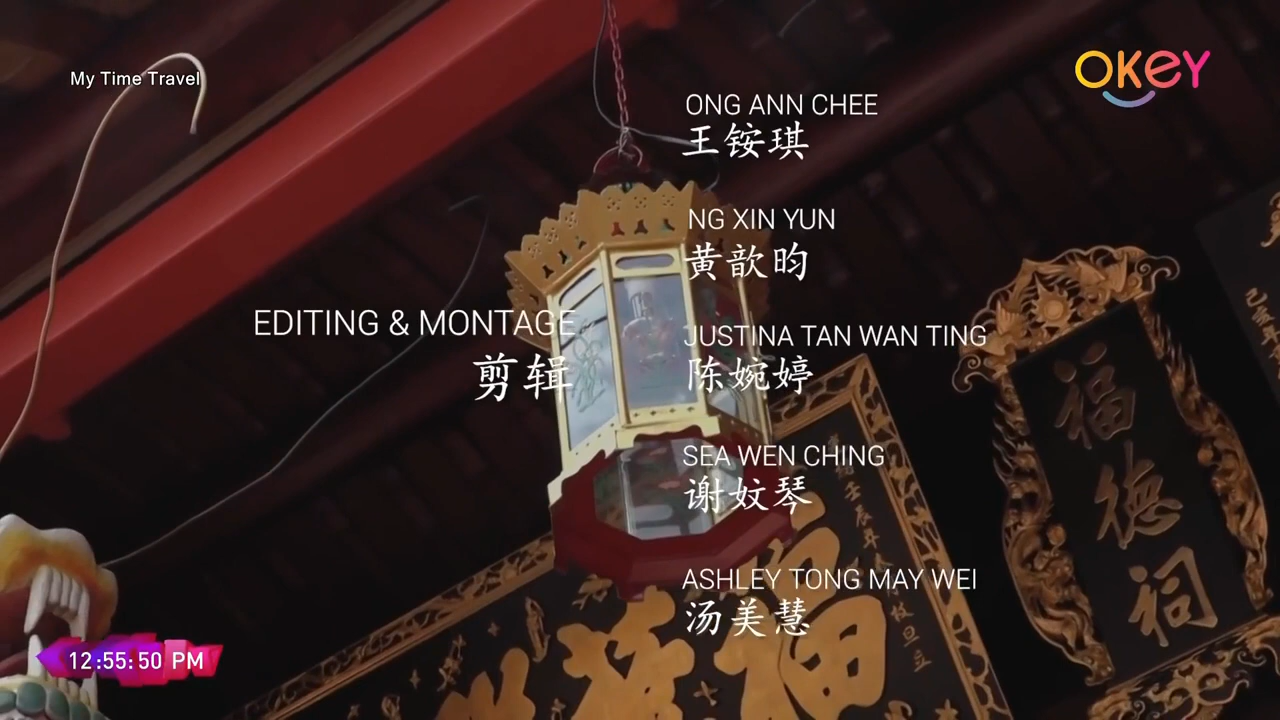 My Time Travel
OKEY
ONG ANN CHEE
王铵琪
NG XIN YUN
黄歆昀
EDITING & MONTAGE
剪辑
JUSTINA TAN WAN TING
陈婉婷
SEA WEN CHING
谢妏琴
ASHLEY TONG MAY WEI
汤美慧
12:55:50 PM
福德祠
福